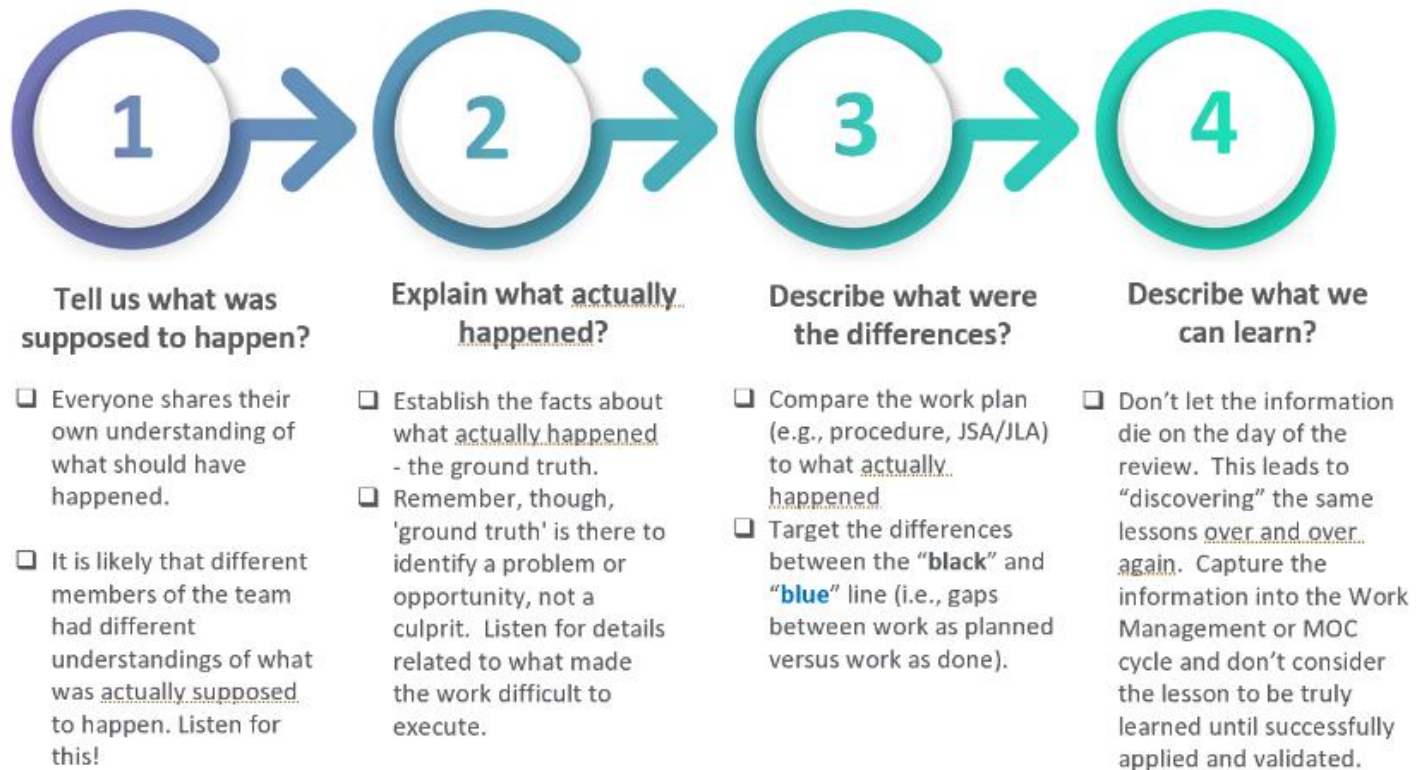 1
Tell us what was
supposed to happen?
❑ Everyone shares their
own understanding of
what should have
happened.
❑ It is likely that different
members of the team
had different
understandings of what
was actually supposed
to happen. Listen for
this!
2
Explain what actually
happened?
❑ Establish the facts about
what actually happened
- the ground truth.
❑ Remember, though,
'ground truth' is there to
identify a problem or
opportunity, not a
culprit.  Listen for details
related to what made
the work difficult to
execute.
3
Describe what were
the differences?
❑ Compare the work plan
(e.g., procedure, JSA/JLA)
to what actually
happened
❑ Target the differences
between the “black” and
“blue” line (i.e., gaps
between work as planned
versus work as done).
4
Describe what we
can learn?
❑ Don’t let the information
die on the day of the
review.  This leads to
“discovering” the same
lessons over and over
again.  Capture the
information into the Work
Management or MOC
cycle and don’t consider
the lesson to be truly
learned until successfully
applied and validated.